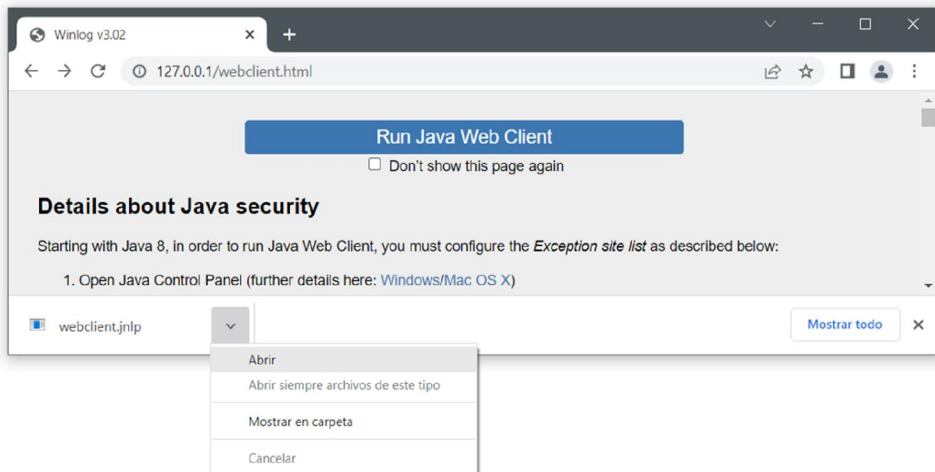 Winlog v3.02
127.0.0.1/webclient.html
Run Java Web Client
Don't show this page again
Details about Java security
Starting with Java 8, in order to run Java Web Client, you must configure the Exception site list as described below:
1. Open Java Control Panel (further details here: Windows/Mac OS X)
webclient.jnlp
Mostrar todo
Abrir
Abrir siempre archivos de este tipo
Mostrar en carpeta
Cancelar